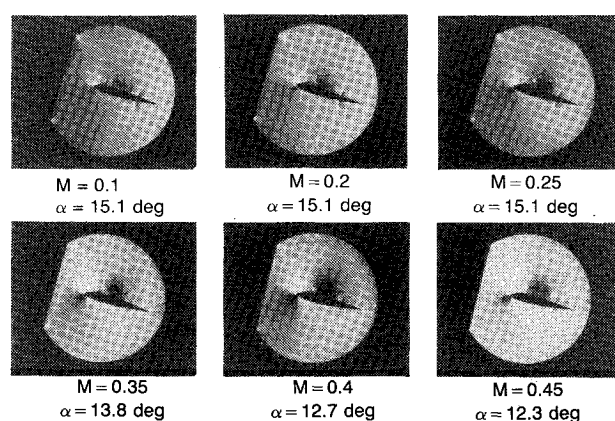 M = 0.1
α = 15.1 deg
M = 0.2
α = 15.1 deg
M = 0.25
α = 15.1 deg
M = 0.35
α = 13.8 deg
M = 0.4
α = 12.7 deg
M = 0.45
α = 12.3 deg